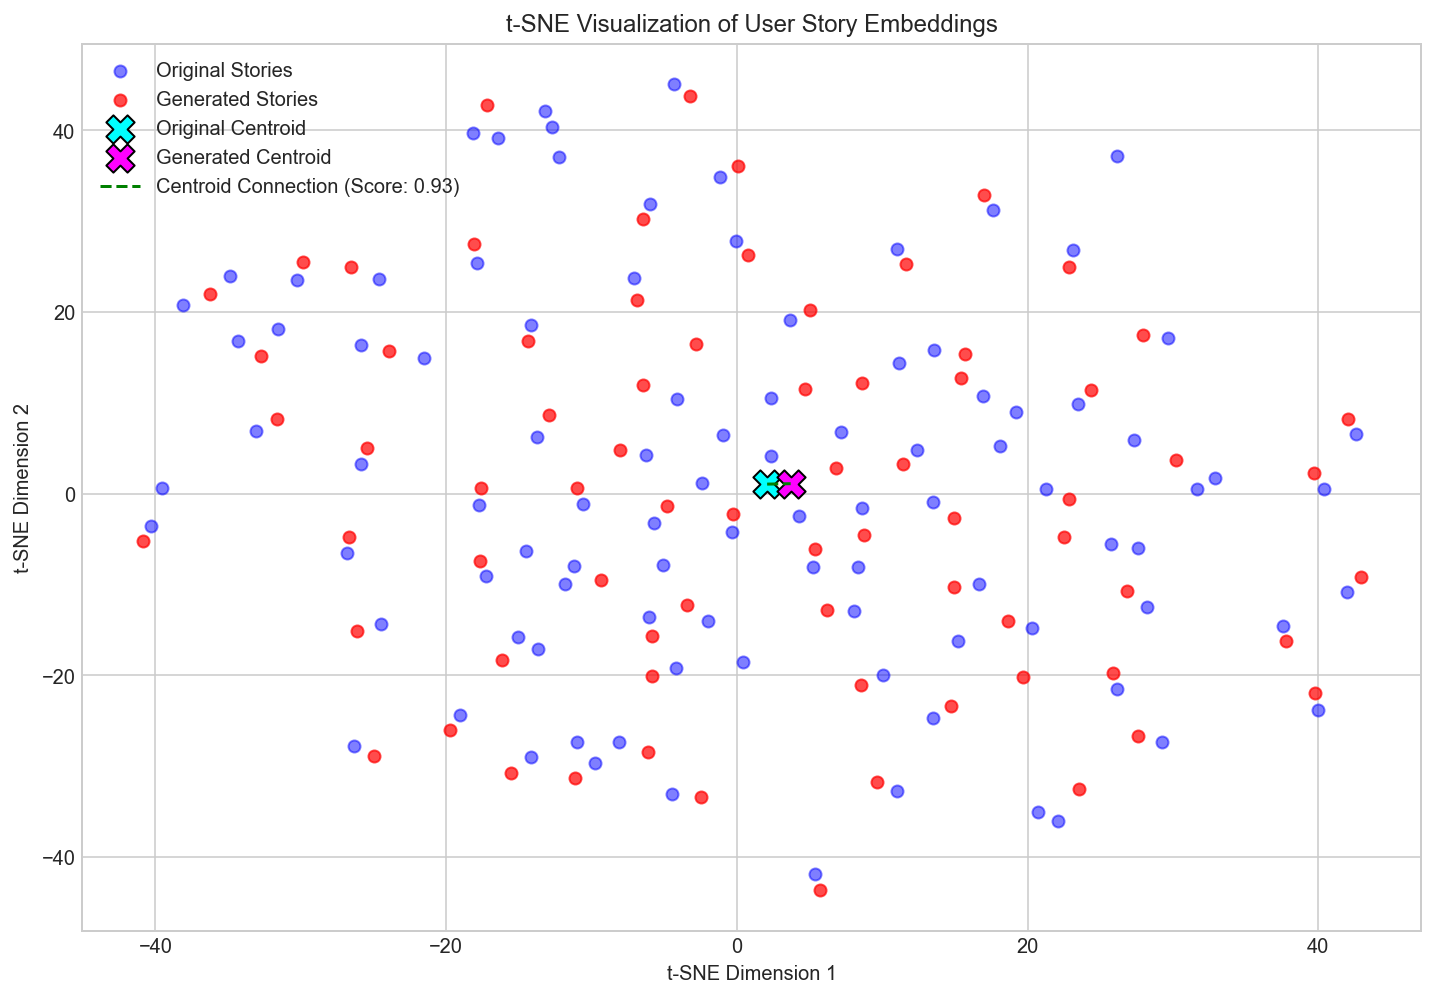 t-SNE Visualization of User Story Embeddings
Original Stories
Generated Stories
Original Centroid
Generated Centroid
Centroid Connection (Score: 0.93)
40
20
0
−20
−40
t-SNE Dimension 2
−40
−20
0
20
40
t-SNE Dimension 1